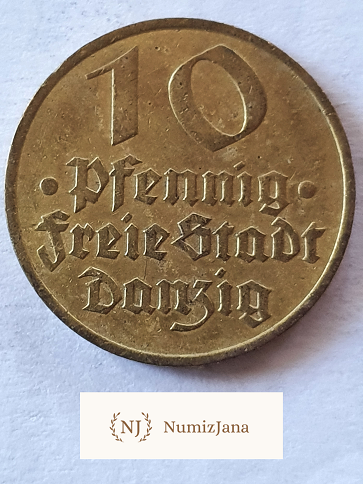 10
· Pfennig ·
Freie Stadt
Danzig
NJ NumizJana